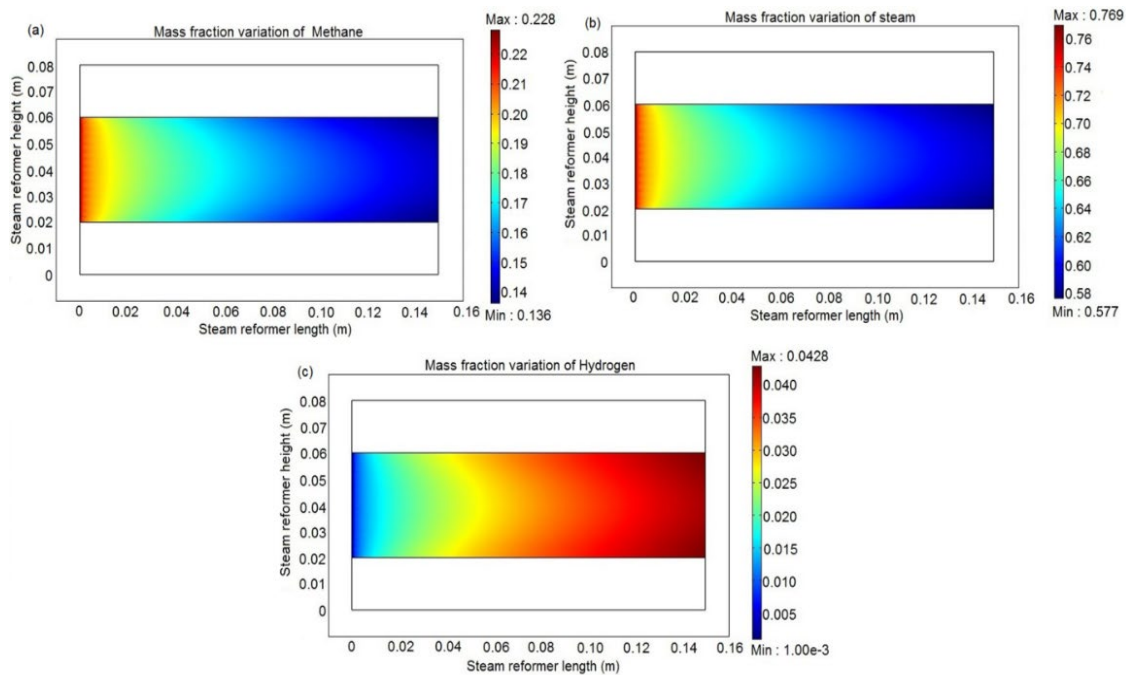 (a)
Mass fraction variation of Methane
Max : 0.228
Steam reformer height (m)
0.08
0.07
0.06
0.05
0.04
0.03
0.02
0.01
0
0 0.02 0.04 0.06 0.08 0.10 0.12 0.14 0.16
Steam reformer length (m)
0.22
0.21
0.20
0.19
0.18
0.17
0.16
0.15
0.14
Min : 0.136
(b)
Mass fraction variation of steam
Max : 0.769
Steam reformer height (m)
0.08
0.07
0.06
0.05
0.04
0.03
0.02
0.01
0
0 0.02 0.04 0.06 0.08 0.10 0.12 0.14 0.16
Steam reformer length (m)
0.76
0.74
0.72
0.70
0.68
0.66
0.64
0.62
0.60
0.58
Min : 0.577
(c)
Mass fraction variation of Hydrogen
Max : 0.0428
Steam reformer height (m)
0.08
0.07
0.06
0.05
0.04
0.03
0.02
0.01
0
0 0.02 0.04 0.06 0.08 0.10 0.12 0.14 0.16
Steam reformer length (m)
0.040
0.035
0.030
0.025
0.020
0.015
0.010
0.005
Min : 1.00e-3